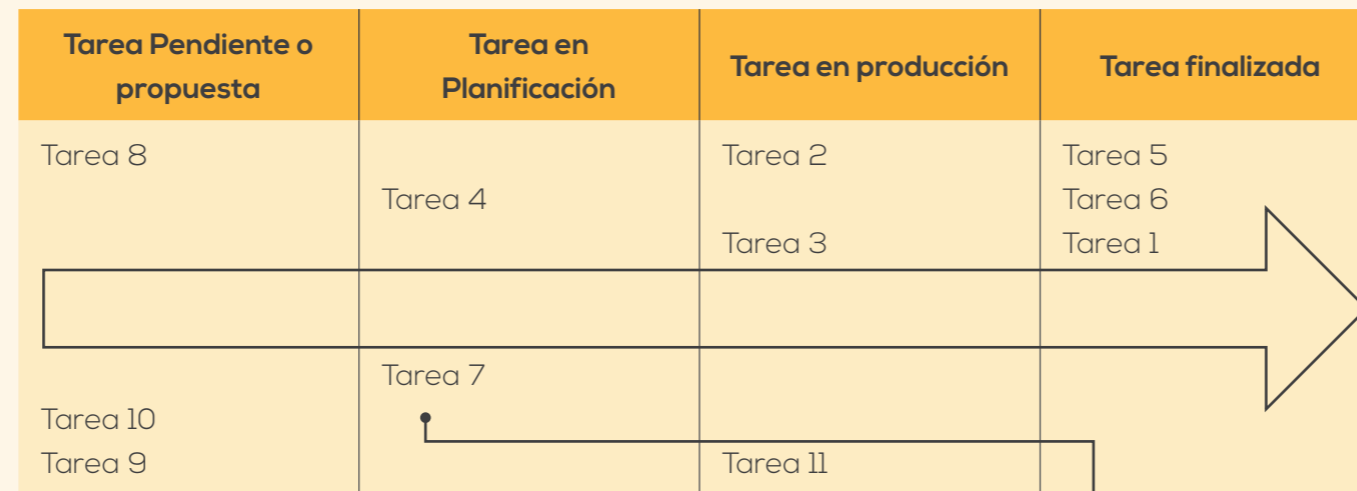 Tarea Pendiente o
propuesta
Tarea en
Planificación
Tarea en producción
Tarea finalizada
Tarea 8
Tarea 2
Tarea 5
Tarea 4
Tarea 6
Tarea 3
Tarea 1
Tarea 7
Tarea 10
Tarea 9
Tarea 11